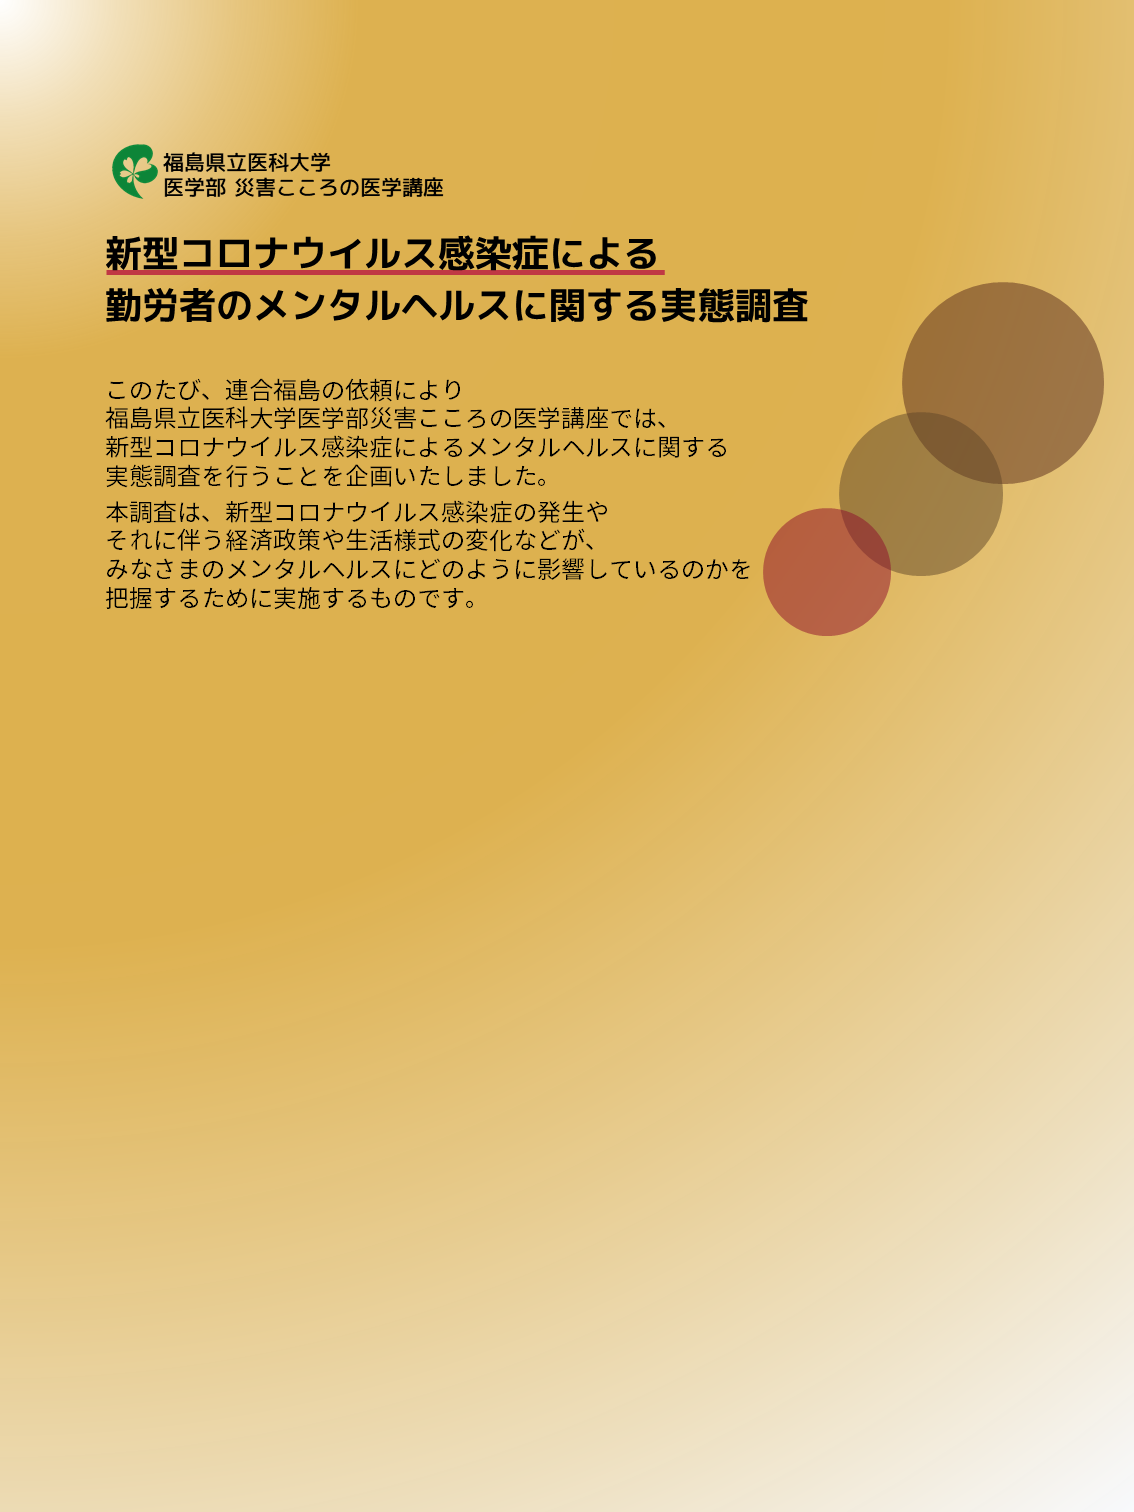 福島県立医科大学
医学部 災害こころの医学講座
新型コロナウイルス感染症による
勤労者のメンタルヘルスに関する実態調査
このたび、連合福島の依頼により
福島県立医科大学医学部災害こころの医学講座では、
新型コロナウイルス感染症によるメンタルヘルスに関する
実態調査を行うことを企画いたしました。
本調査は、新型コロナウイルス感染症の発生や
それに伴う経済政策や生活様式の変化などが、
みなさまのメンタルヘルスにどのように影響しているのかを
把握するために実施するものです。